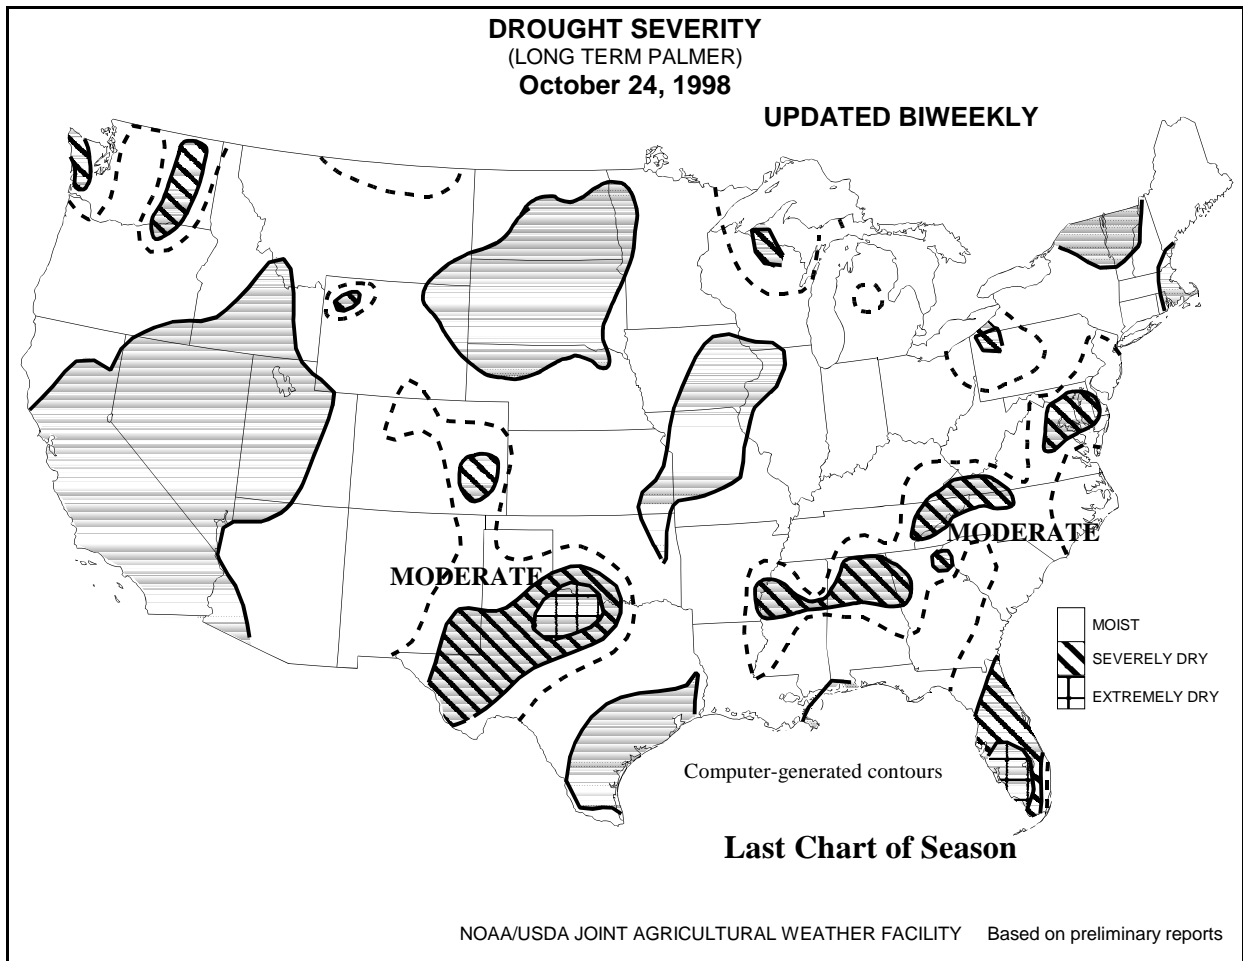 DROUGHT SEVERITY
(LONG TERM PALMER)
October 24, 1998
UPDATED BIWEEKLY
MODERATE
MODERATE
MOIST
SEVERELY DRY
EXTREMELY DRY
Computer-generated contours
Last Chart of Season
NOAA/USDA JOINT AGRICULTURAL WEATHER FACILITY Based on preliminary reports